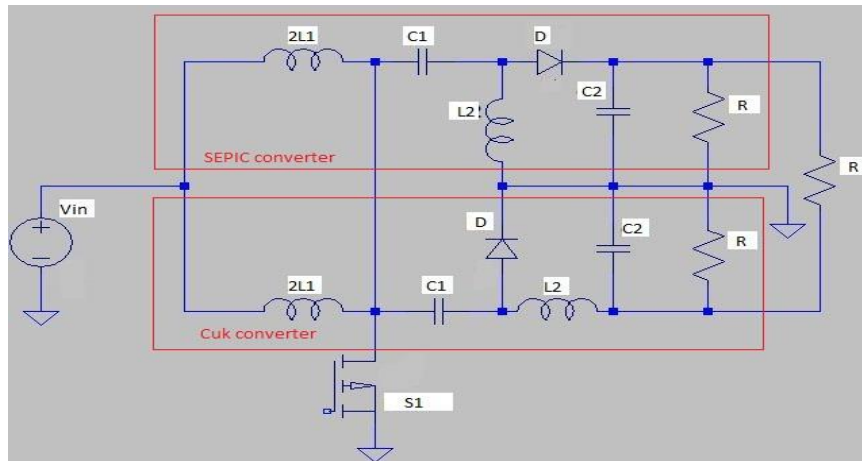 2L1
C1
D
L2
C2
R
SEPIC converter
R
Vin
D
C2
R
2L1
C1
L2
Cuk converter
S1